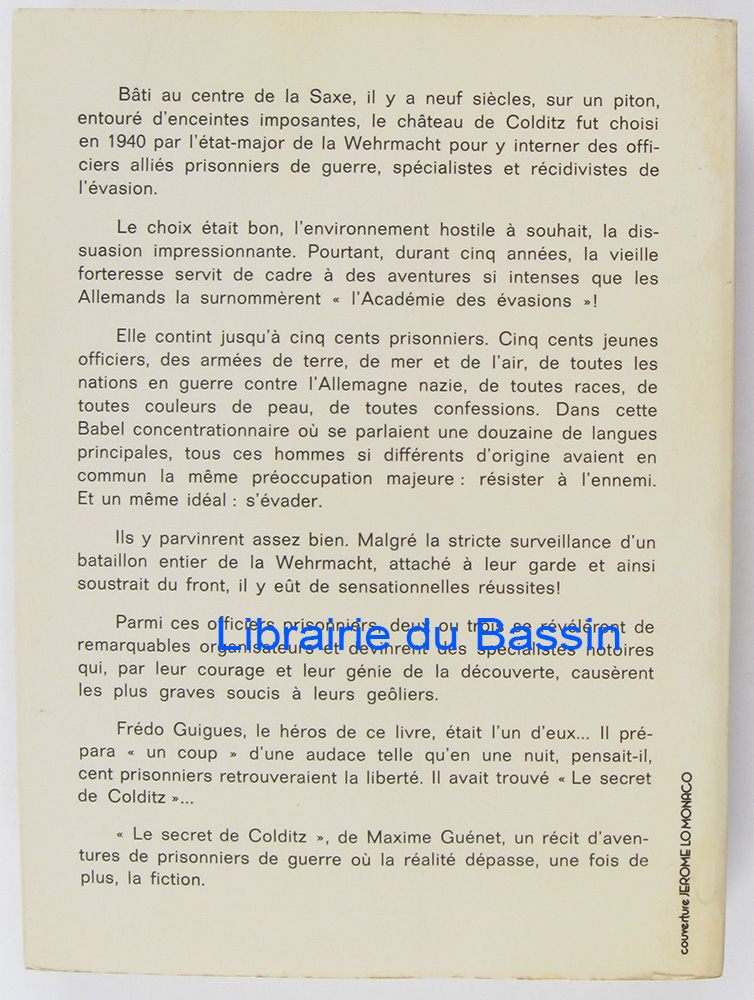 Bâti au centre de la Saxe, il y a neuf siècles, sur un piton,
entouré d'enceintes imposantes, le château de Colditz fut choisi
en 1940 par l'état-major de la Wehrmacht pour y interner des offi-
ciers alliés prisonniers de guerre, spécialistes et récidivistes de
l'évasion.
Le choix était bon, l'environnement hostile à souhait, la dis-
suasion impressionnante. Pourtant, durant cinq années, la vieille
forteresse servit de cadre à des aventures si intenses que les
Allemands la surnommèrent « l'Académie des évasions »!
Elle contint jusqu'à cinq cents prisonniers. Cinq cents jeunes
officiers, des armées de terre, de mer et de l'air, de toutes les
nations en guerre contre l'Allemagne nazie, de toutes races, de
toutes couleurs de peau, de toutes confessions. Dans cette
Babel concentrationnaire où se parlaient une douzaine de langues
principales, tous ces hommes si différents d'origine avaient en
commun la même préoccupation majeure : résister à l'ennemi.
Et un même idéal : s'évader.
Ils y parvinrent assez bien. Malgré la stricte surveillance d'un
bataillon entier de la Wehrmacht, attaché à leur garde et ainsi
soustrait du front, il y eût de sensationnelles réussites!
Parmi ces officiers prisonniers, deux ou trois se révélèrent de
Librairie du Bassin
remarquables organisateurs et devinrent des spécialistes notoires
qui, par leur courage et leur génie de la découverte, causèrent
les plus graves soucis à leurs geôliers.
Frédo Guigues, le héros de ce livre, était l'un d'eux... Il pré-
para « un coup » d'une audace telle qu'en une nuit, pensait-il,
cent prisonniers retrouveraient la liberté. Il avait trouvé « Le secret
de Colditz »...
« Le secret de Colditz », de Maxime Guénet, un récit d'aven-
tures de prisonniers de guerre où la réalité dépasse, une fois de
plus, la fiction.
couverture JEROME LO MONACO